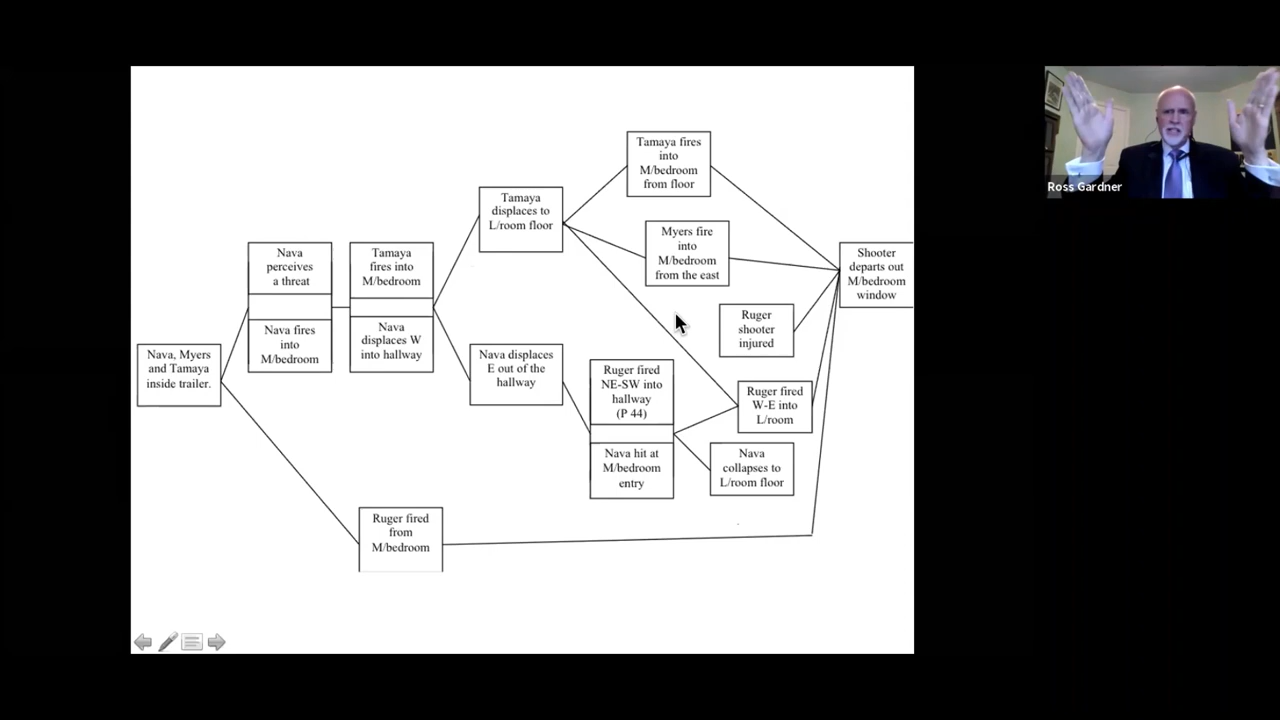 Tamaya fires
into
M/bedroom
from floor
Ross Gardner
Tamaya
displaces to
L/room floor
Myers fire
into
M/bedroom
from the east
Nava
perceives
a threat
Tamaya
fires into
M/bedroom
Shooter
departs out
M/bedroom
window
Ruger
shooter
injured
Nava fires
into
M/bedroom
Nava
displaces W
into hallway
Nava, Myers
and Tamaya
inside trailer.
Nava displaces
E out of the
hallway
Ruger fired
NE-SW into
hallway
(P 44)
Ruger fired
W-E into
L/room
Nava hit at
M/bedroom
entry
Nava
collapses to
L/room floor
Ruger fired
from
M/bedroom